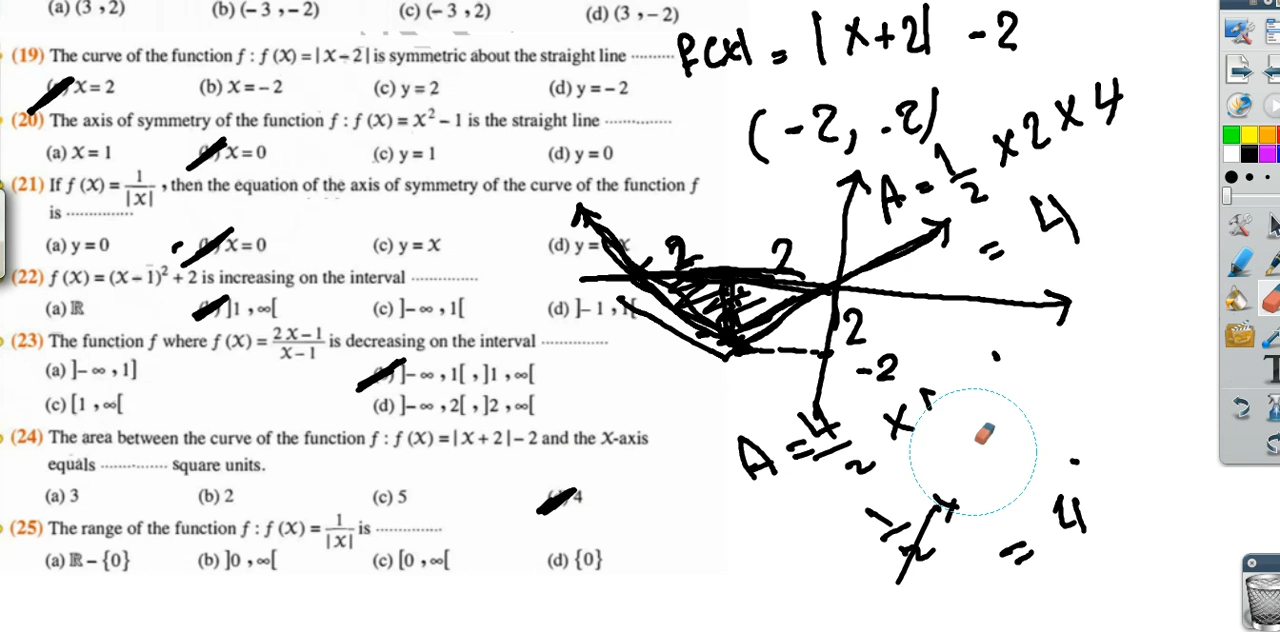 (a) (3 , 2) (b) (– 3 , – 2) (c) (– 3 , 2) (d) (3 , – 2)
(19) The curve of the function f : f (X) = |X – 2| is symmetric about the straight line ...........
X = 2 (b) X = – 2 (c) y = 2 (d) y = – 2
(20) The axis of symmetry of the function f : f (X) = X² – 1 is the straight line ...............
(a) X = 1 X = 0 (c) y = 1 (d) y = 0
(21) If f (X) = 1/|X| , then the equation of the axis of symmetry of the curve of the function f
is ...............
(a) y = 0 X = 0 (c) y = X (d) y =
(22) f (X) = (X – 1)² + 2 is increasing on the interval ...............
(a) ℝ ]1 , ∞[ (c) ]– ∞ , 1[ (d) ]– 1 , 1[
(23) The function f where f (X) = 2 X – 1/X – 1 is decreasing on the interval ...............
(a) ]– ∞ , 1] ]– ∞ , 1[ , ]1 , ∞[
(c) [1 , ∞[ (d) ]– ∞ , 2[ , ]2 , ∞[
(24) The area between the curve of the function f : f (X) = |X + 2| – 2 and the X-axis
equals ............... square units.
(a) 3 (b) 2 (c) 5 4
(25) The range of the function f : f (X) = 1/|X| is ...............
(a) ℝ – {0} (b) ]0 , ∞[ (c) [0 , ∞[ (d) {0}
f(x) = |x+2| -2
(-2, -2)
A = 1/2 x 2 x 4
= 4
2 2
2
-2
A =
x
= 4